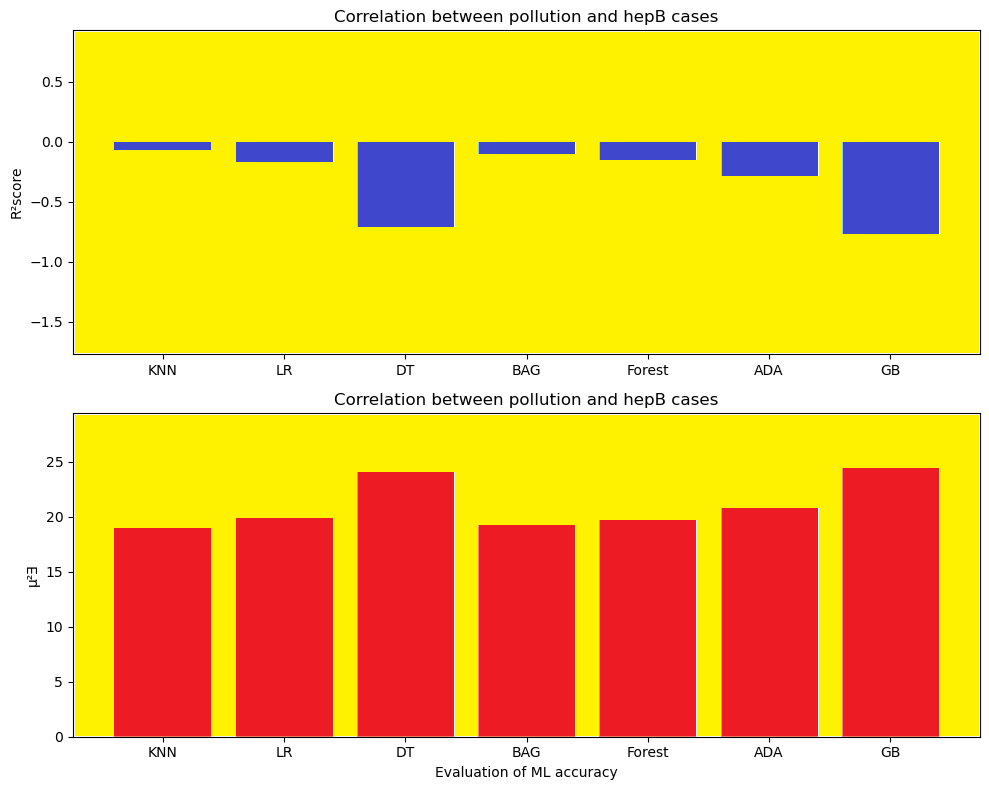 Correlation between pollution and hepB cases
0.5
0.0
−0.5
−1.0
−1.5
R²score
KNN LR DT BAG Forest ADA GB
Correlation between pollution and hepB cases
25
20
15
10
5
0
µ²E
KNN LR DT BAG Forest ADA GB
Evaluation of ML accuracy